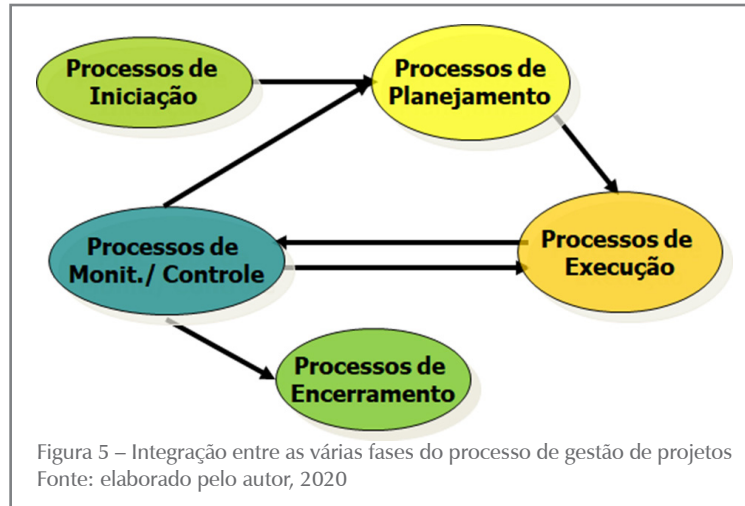 Processos de
Iniciação
Processos de
Planejamento
Processos de
Monit./ Controle
Processos de
Execução
Processos de
Encerramento
Figura 5 – Integração entre as várias fases do processo de gestão de projetos
Fonte: elaborado pelo autor, 2020